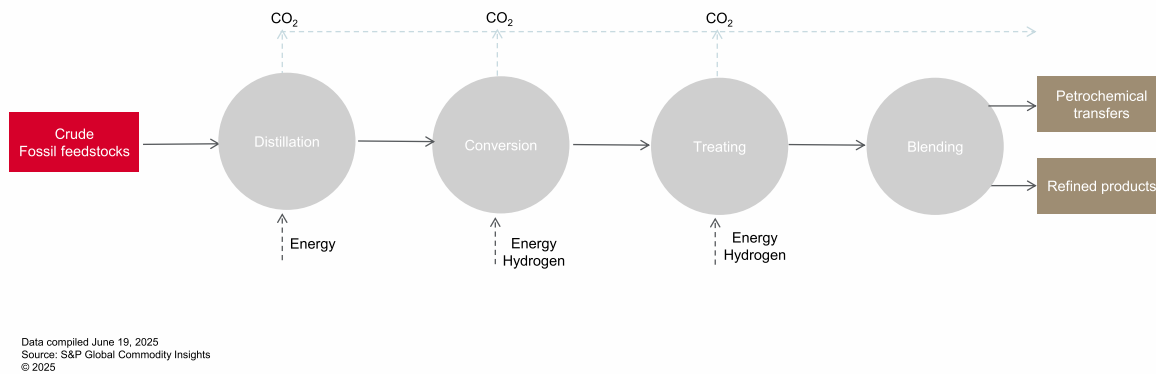 CO₂
CO₂
CO₂
Crude
Fossil feedstocks
Distillation
Conversion
Treating
Blending
Petrochemical
transfers
Refined products
Energy
Energy
Hydrogen
Energy
Hydrogen
Data compiled June 19, 2025
Source: S&P Global Commodity Insights
© 2025